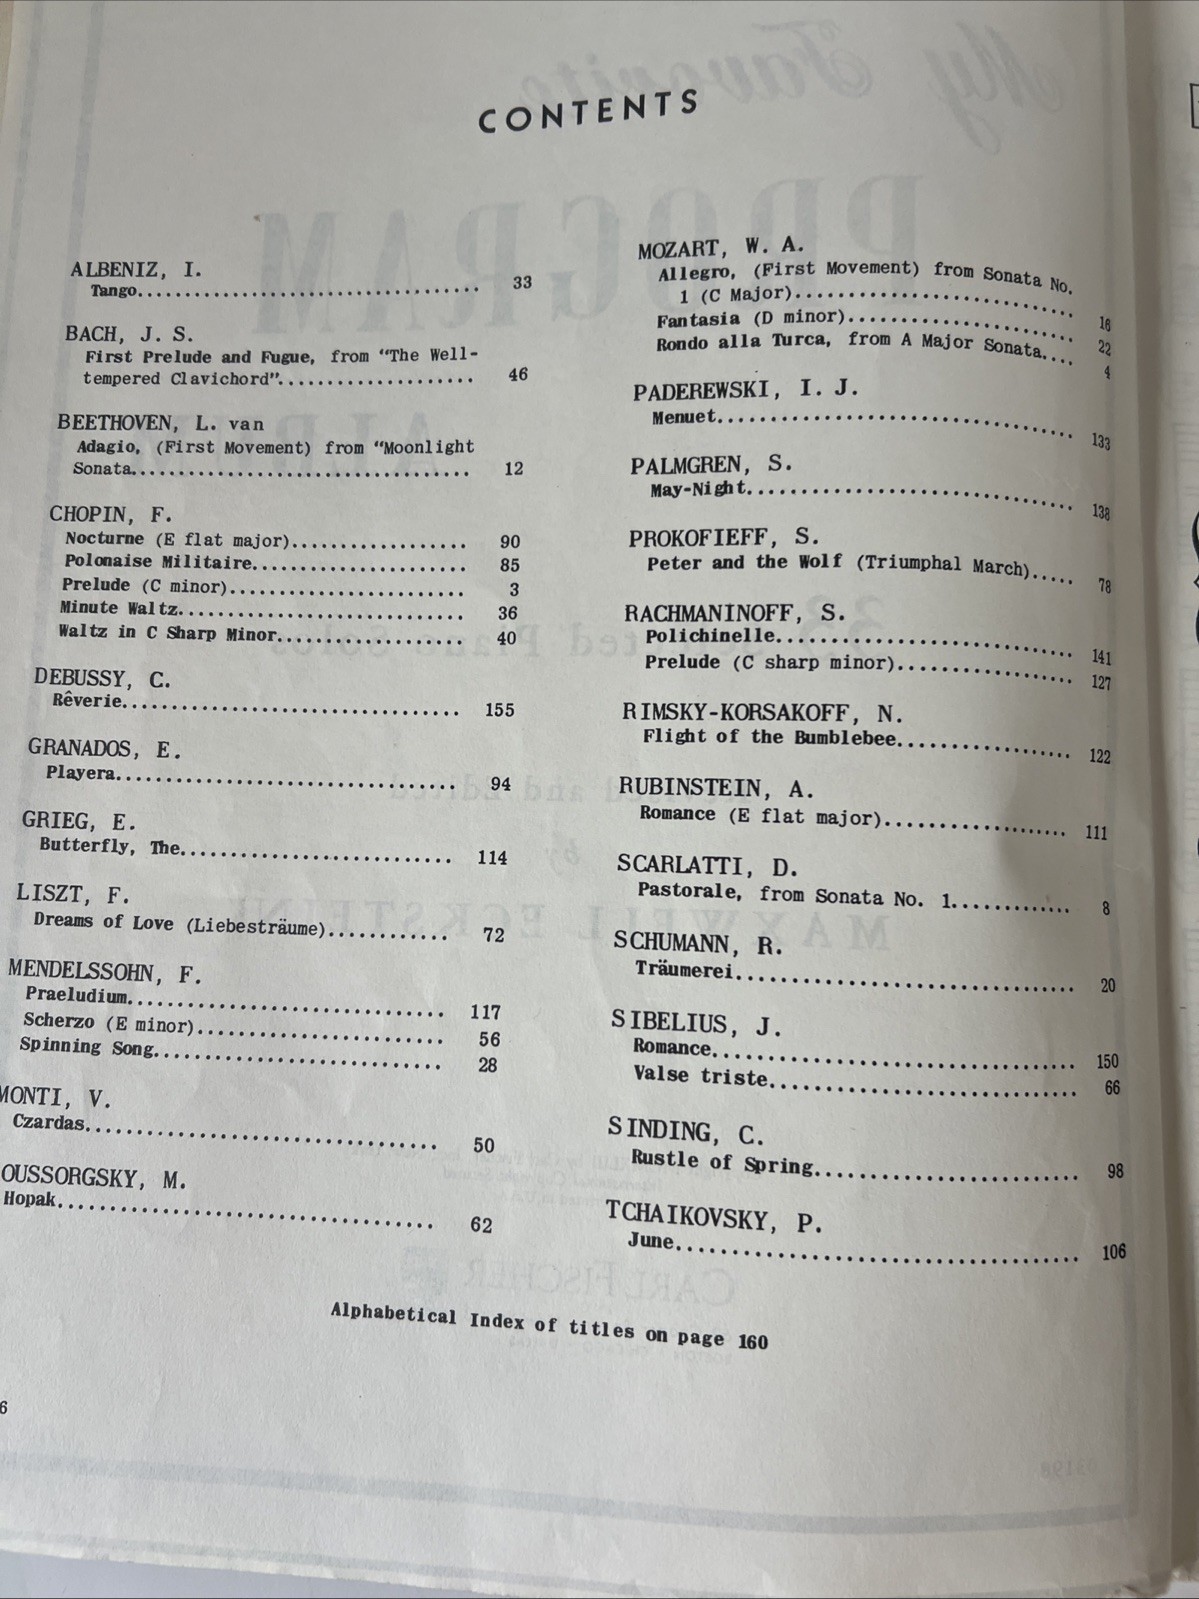 CONTENTS
ALBENIZ, I.
Tango.................................... 33
BACH, J. S.
First Prelude and Fugue, from "The Well-
tempered Clavichord"..................... 46
BEETHOVEN, L. van
Adagio, (First Movement) from "Moonlight
Sonata.................................... 12
CHOPIN, F.
Nocturne (E flat major)................... 90
Polonaise Militaire....................... 85
Prelude (C minor)......................... 3
Minute Waltz.............................. 36
Waltz in C Sharp Minor.................... 40
DEBUSSY, C.
Rêverie................................... 155
GRANADOS, E.
Playera................................... 94
GRIEG, E.
Butterfly, The............................ 114
LISZT, F.
Dreams of Love (Liebesträume)............. 72
MENDELSSOHN, F.
Praeludium................................ 117
Scherzo (E minor)......................... 56
Spinning Song............................. 28
MONTI, V.
Czardas................................... 50
OUSSORGSKY, M.
Hopak..................................... 62
MOZART, W. A.
Allegro, (First Movement) from Sonata No.
1 (C Major)............................... 16
Fantasia (D minor)........................ 22
Rondo alla Turca, from A Major Sonata.... 4
PADEREWSKI, I. J.
Menuet.................................... 133
PALMGREN, S.
May-Night................................. 138
PROKOFIEFF, S.
Peter and the Wolf (Triumphal March)..... 78
RACHMANINOFF, S.
Polichinelle.............................. 141
Prelude (C sharp minor)................... 127
RIMSKY-KORSAKOFF, N.
Flight of the Bumblebee................... 122
RUBINSTEIN, A.
Romance (E flat major).................... 111
SCARLATTI, D.
Pastorale, from Sonata No. 1............. 8
SCHUMANN, R.
Träumerei................................. 20
SIBELIUS, J.
Romance................................... 150
Valse triste.............................. 66
SINDING, C.
Rustle of Spring.......................... 98
TCHAIKOVSKY, P.
June...................................... 106
Alphabetical Index of titles on page 160
6